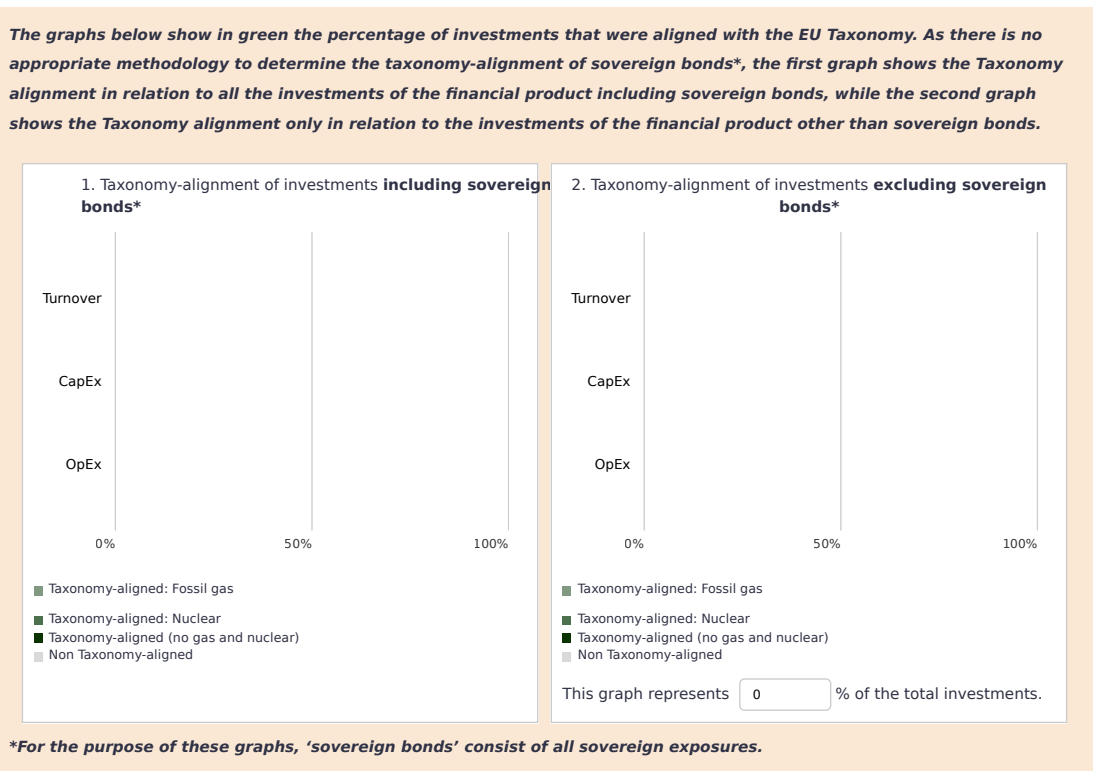 The graphs below show in green the percentage of investments that were aligned with the EU Taxonomy. As there is no
appropriate methodology to determine the taxonomy-alignment of sovereign bonds*, the first graph shows the Taxonomy
alignment in relation to all the investments of the financial product including sovereign bonds, while the second graph
shows the Taxonomy alignment only in relation to the investments of the financial product other than sovereign bonds.
1. Taxonomy-alignment of investments including sovereign
bonds*
Turnover
CapEx
OpEx
0% 50% 100%
Taxonomy-aligned: Fossil gas
Taxonomy-aligned: Nuclear
Taxonomy-aligned (no gas and nuclear)
Non Taxonomy-aligned
2. Taxonomy-alignment of investments excluding sovereign
bonds*
Turnover
CapEx
OpEx
0% 50% 100%
Taxonomy-aligned: Fossil gas
Taxonomy-aligned: Nuclear
Taxonomy-aligned (no gas and nuclear)
Non Taxonomy-aligned
This graph represents 0 % of the total investments.
*For the purpose of these graphs, ‘sovereign bonds’ consist of all sovereign exposures.